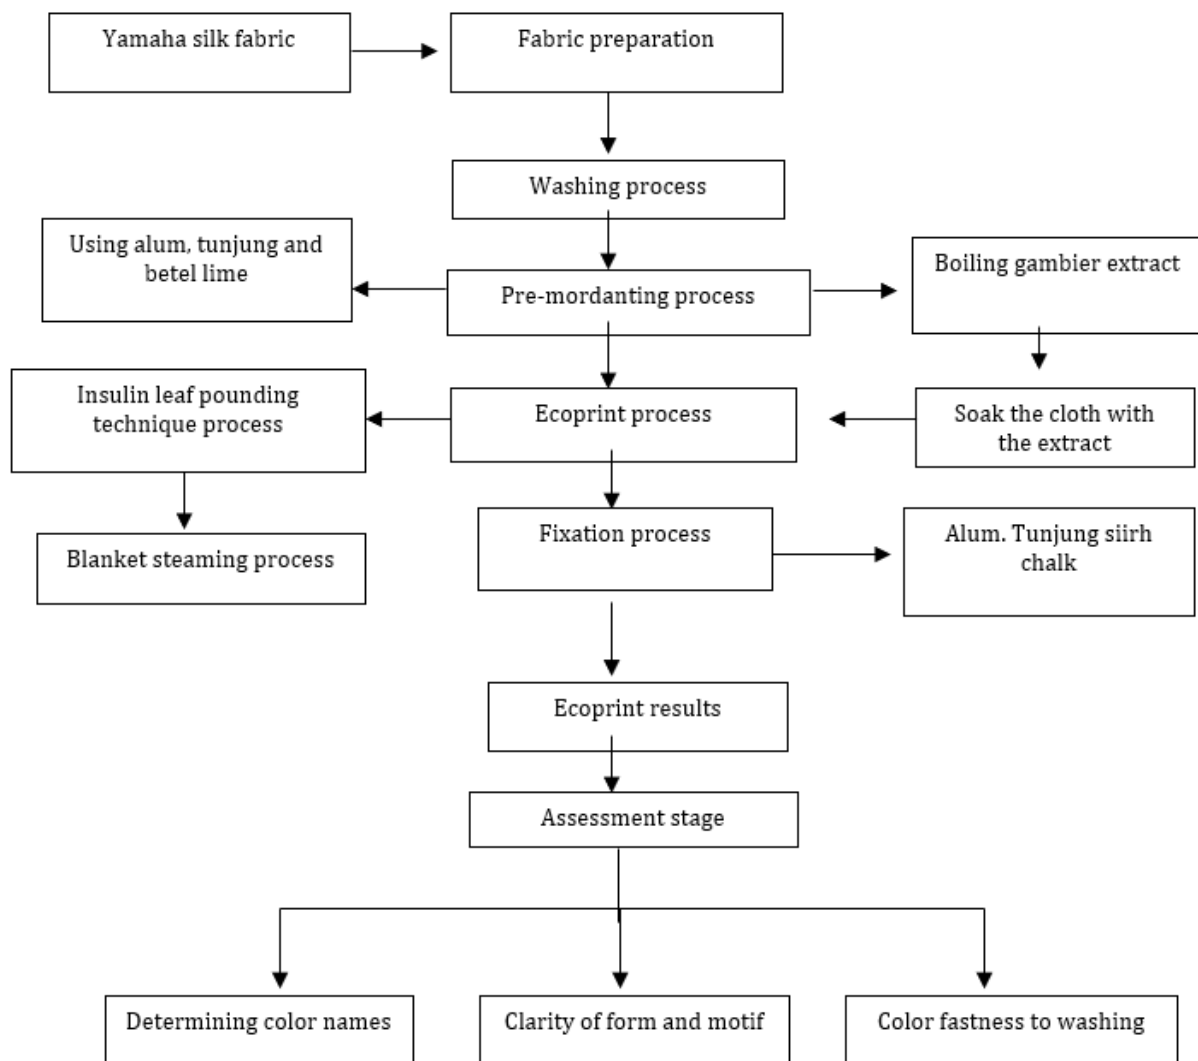 Yamaha silk fabric
Fabric preparation
Washing process
Using alum, tunjung and
betel lime
Boiling gambier extract
Pre-mordanting process
Insulin leaf pounding
technique process
Ecoprint process
Soak the cloth with
the extract
Fixation process
Alum. Tunjung siirh
chalk
Blanket steaming process
Ecoprint results
Assessment stage
Determining color names
Clarity of form and motif
Color fastness to washing